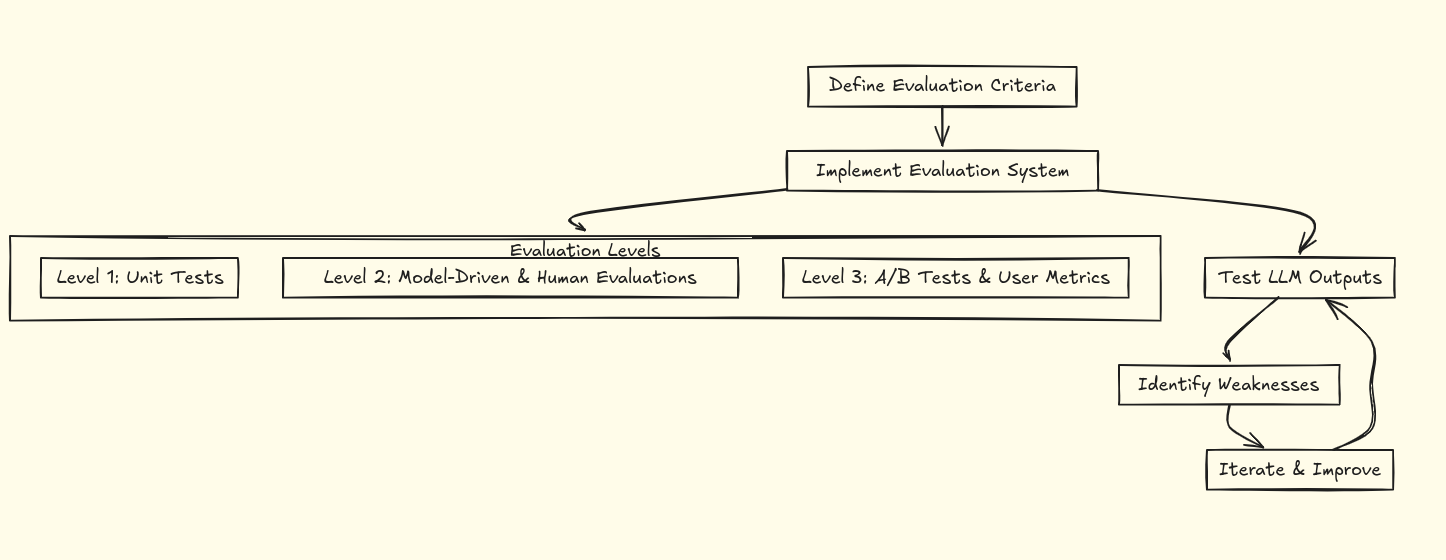 Define Evaluation Criteria
Implement Evaluation System
Evaluation Levels
Level 1: Unit Tests
Level 2: Model-Driven & Human Evaluations
Level 3: A/B Tests & User Metrics
Test LLM Outputs
Identify Weaknesses
Iterate & Improve